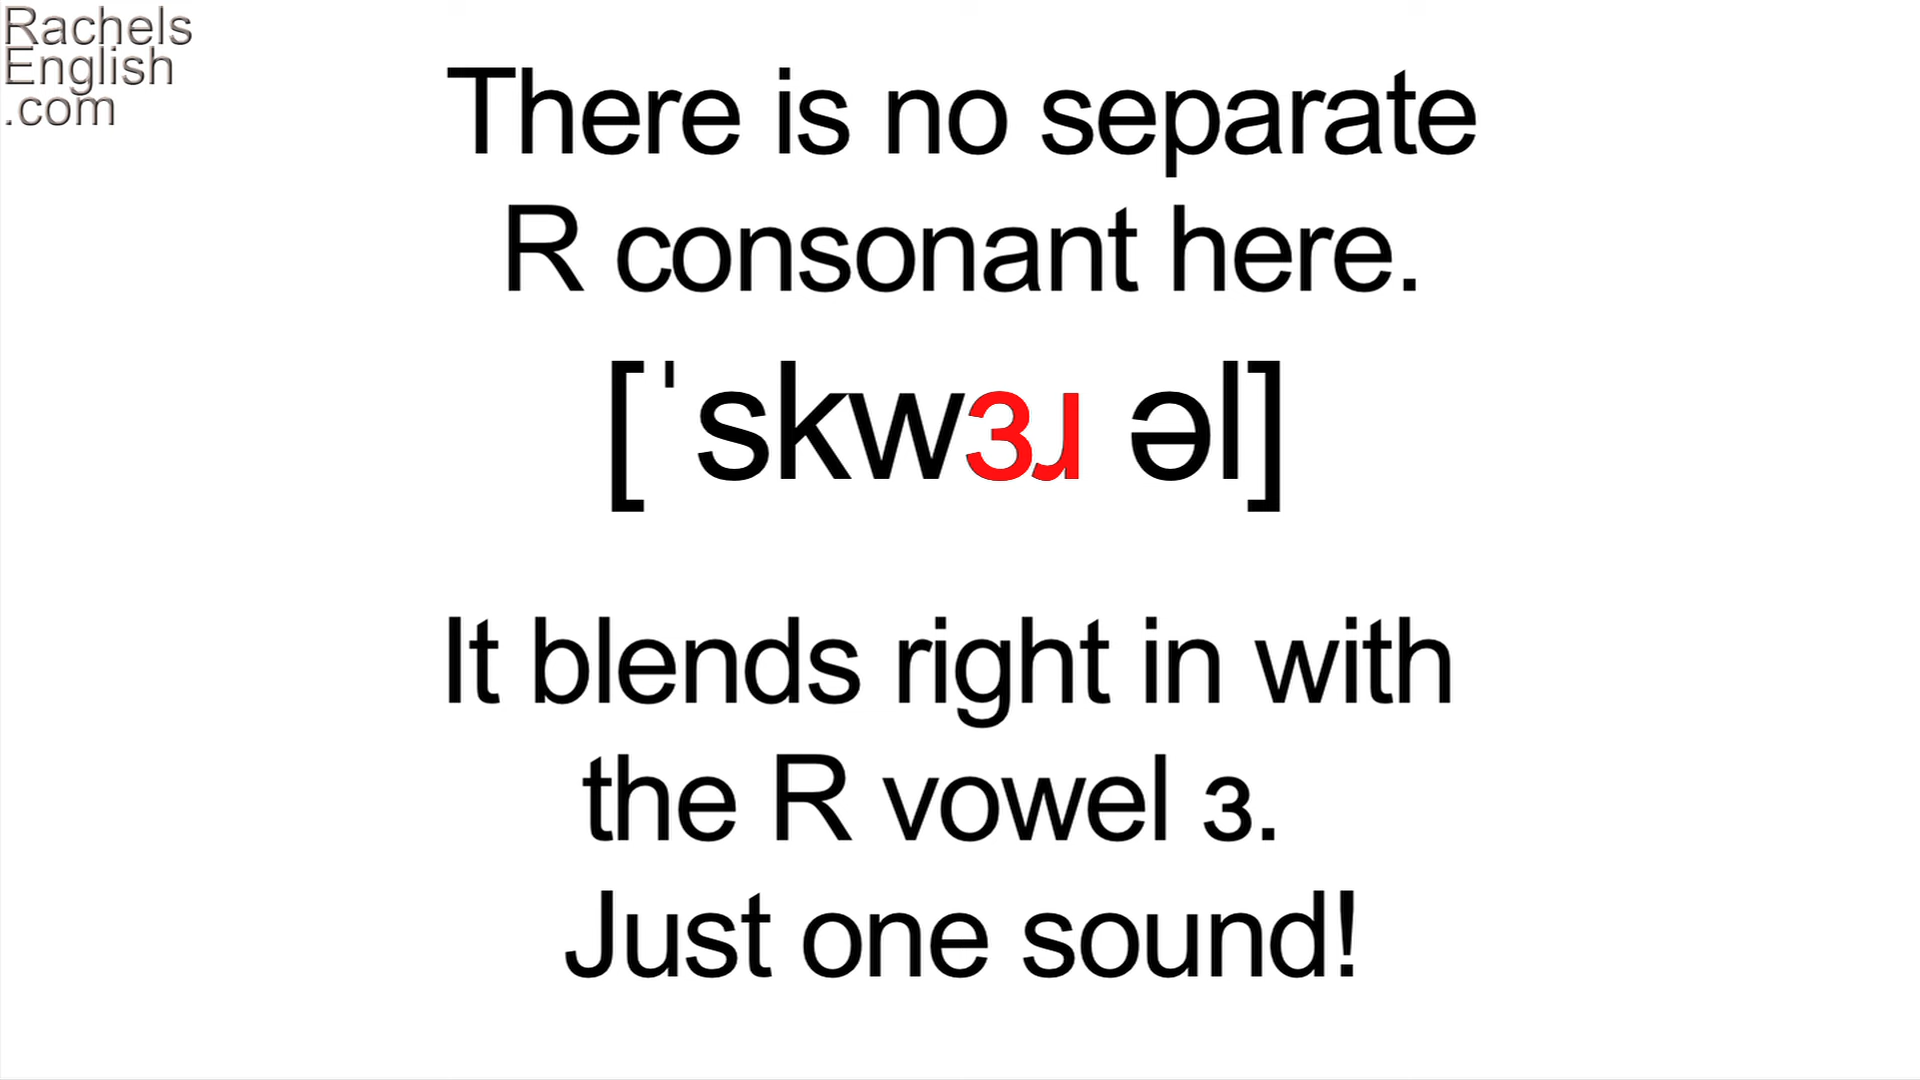 Rachels
English
.com
There is no separate
R consonant here.
[ˈskwɜɹ əl]
It blends right in with
the R vowel ɜ.
Just one sound!